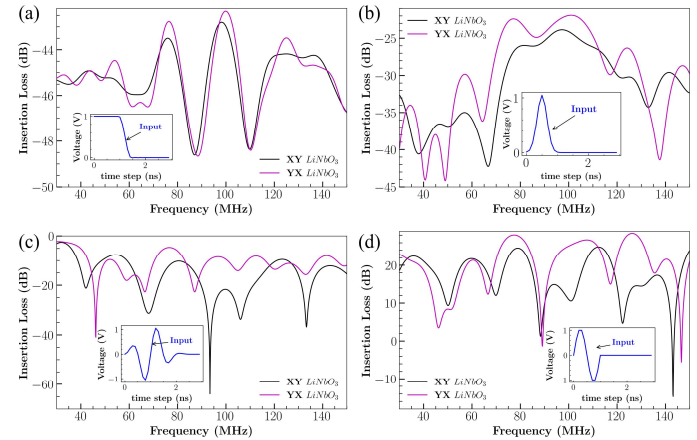 (a)
Insertion Loss (dB)
−44
−46
−48
−50
Voltage (V)
1
0
Input
0
2
time step (ns)
XY LiNbO3
YX LiNbO3
40
60
80
100
120
140
Frequency (MHz)
(b)
Insertion Loss (dB)
−25
−30
−35
−40
−45
Voltage (V)
1
0
Input
0
2
time step (ns)
XY LiNbO3
YX LiNbO3
40
60
80
100
120
140
Frequency (MHz)
(c)
Insertion Loss (dB)
0
−20
−40
−60
Voltage (V)
1
0
−1
Input
0
2
time step (ns)
XY LiNbO3
YX LiNbO3
40
60
80
100
120
140
Frequency (MHz)
(d)
Insertion Loss (dB)
20
10
0
−10
Voltage (V)
1
0
1
Input
0
2
time step (ns)
XY LiNbO3
YX LiNbO3
40
60
80
100
120
140
Frequency (MHz)